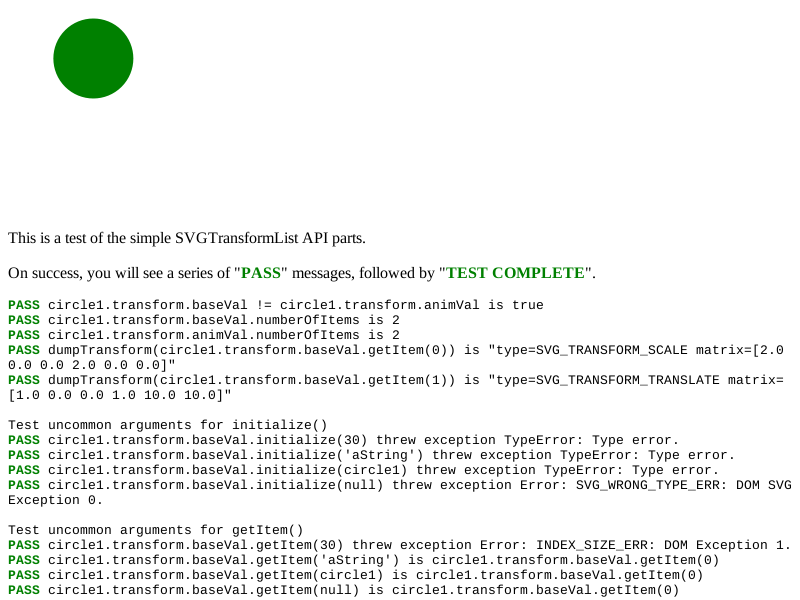 This is a test of the simple SVGTransformList API parts.
On success, you will see a series of "PASS" messages, followed by "TEST COMPLETE".
PASS circle1.transform.baseVal != circle1.transform.animVal is true
PASS circle1.transform.baseVal.numberOfItems is 2
PASS circle1.transform.animVal.numberOfItems is 2
PASS dumpTransform(circle1.transform.baseVal.getItem(0)) is "type=SVG_TRANSFORM_SCALE matrix=[2.0
0.0 0.0 2.0 0.0 0.0]"
PASS dumpTransform(circle1.transform.baseVal.getItem(1)) is "type=SVG_TRANSFORM_TRANSLATE matrix=
[1.0 0.0 0.0 1.0 10.0 10.0]"
Test uncommon arguments for initialize()
PASS circle1.transform.baseVal.initialize(30) threw exception TypeError: Type error.
PASS circle1.transform.baseVal.initialize('aString') threw exception TypeError: Type error.
PASS circle1.transform.baseVal.initialize(circle1) threw exception TypeError: Type error.
PASS circle1.transform.baseVal.initialize(null) threw exception Error: SVG_WRONG_TYPE_ERR: DOM SVG
Exception 0.
Test uncommon arguments for getItem()
PASS circle1.transform.baseVal.getItem(30) threw exception Error: INDEX_SIZE_ERR: DOM Exception 1.
PASS circle1.transform.baseVal.getItem('aString') is circle1.transform.baseVal.getItem(0)
PASS circle1.transform.baseVal.getItem(circle1) is circle1.transform.baseVal.getItem(0)
PASS circle1.transform.baseVal.getItem(null) is circle1.transform.baseVal.getItem(0)